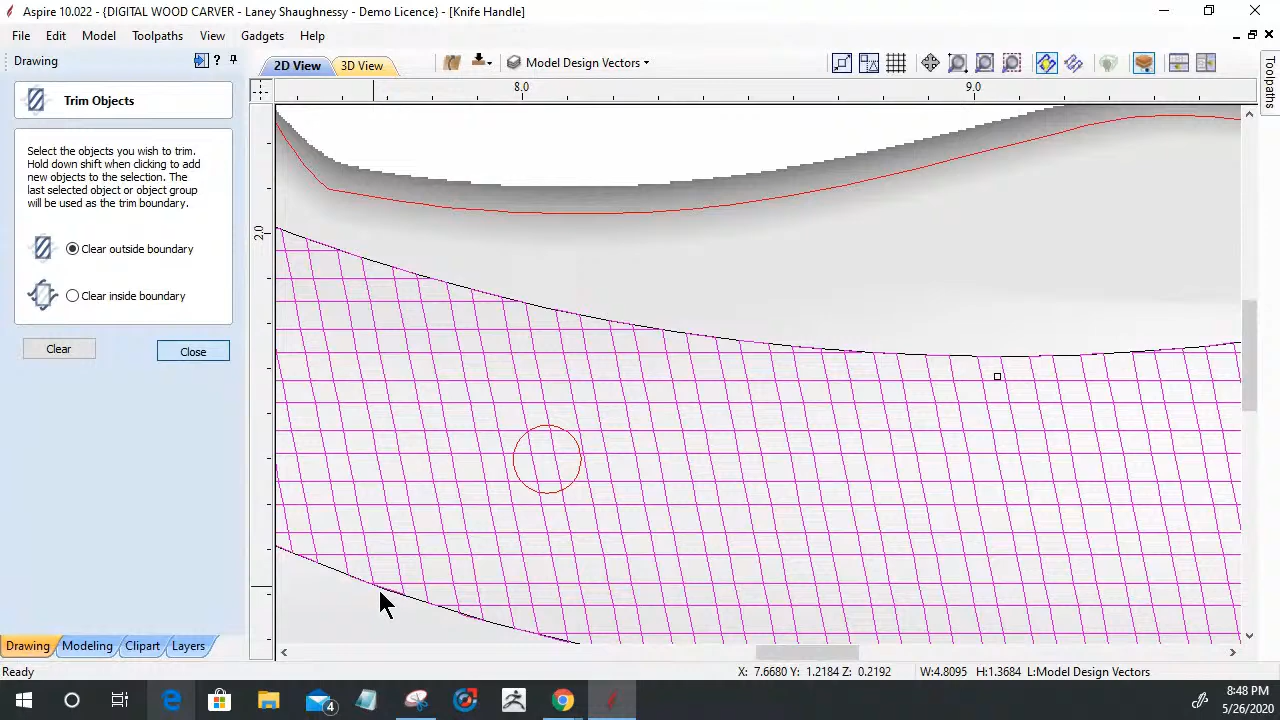 Aspire 10.022 - {DIGITAL WOOD CARVER - Laney Shaughnessy - Demo Licence} - [Knife Handle]
File Edit Model Toolpaths View Gadgets Help
Drawing
2D View 3D View Model Design Vectors
Toolpaths
Trim Objects
8.0 9.0
Select the objects you wish to trim.
Hold down shift when clicking to add
new objects to the selection. The
last selected object or object group
will be used as the trim boundary.
2.0
Clear outside boundary
Clear inside boundary
Clear Close
Drawing Modeling Clipart Layers
Ready X: 7.6680 Y: 1.2184 Z: 0.2192 W:4.8095 H:1.3684 L:Model Design Vectors
4
8:48 PM
5/26/2020